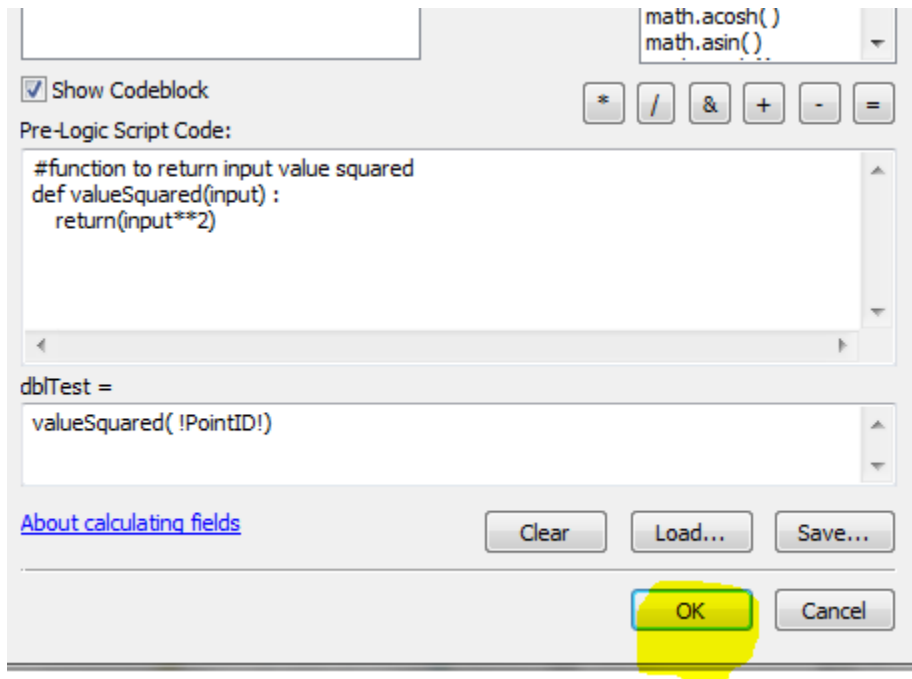 math.acosh( )
math.asin( )
Show Codeblock
* / & + - =
Pre-Logic Script Code:
#function to return input value squared
def valueSquared(input) :
return(input**2)
dblTest =
valueSquared( !PointID!)
About calculating fields
Clear Load... Save...
OK Cancel